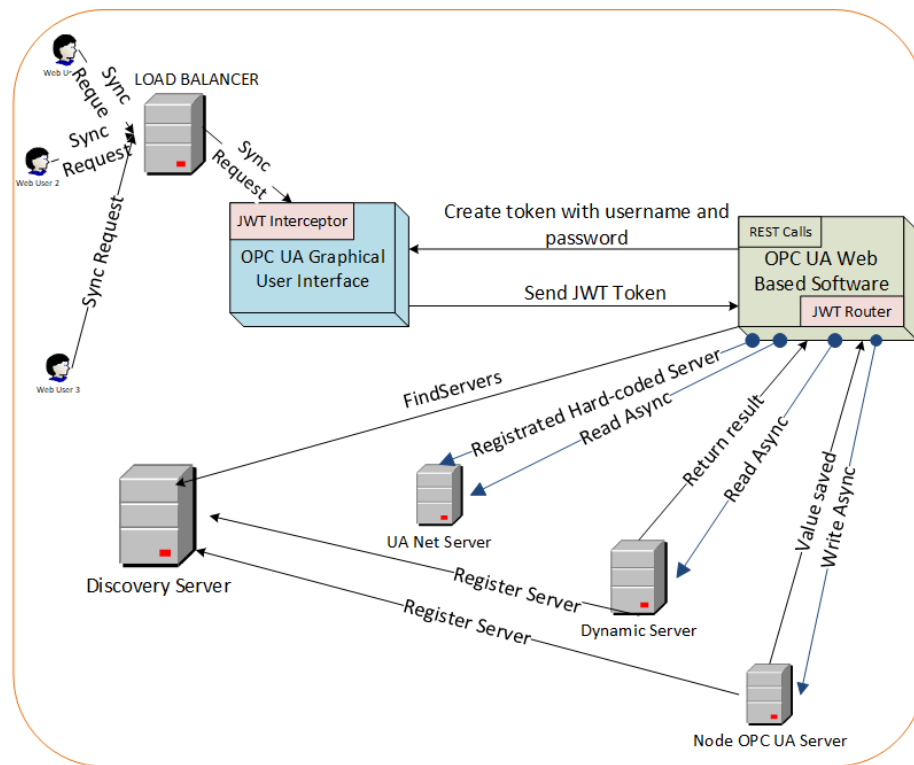 Web U
Sync
Reque
LOAD BALANCER
Sync
Request
Web User 2
Sync
Request
Sync Request
Web User 3
JWT Interceptor
OPC UA Graphical
User Interface
Create token with username and
password
Send JWT Token
REST Calls
OPC UA Web
Based Software
JWT Router
FindServers
Registrated Hard-coded Server
Read Async
Return result
Read Async
Value saved
Write Async
UA Net Server
Discovery Server
Register Server
Register Server
Dynamic Server
Node OPC UA Server